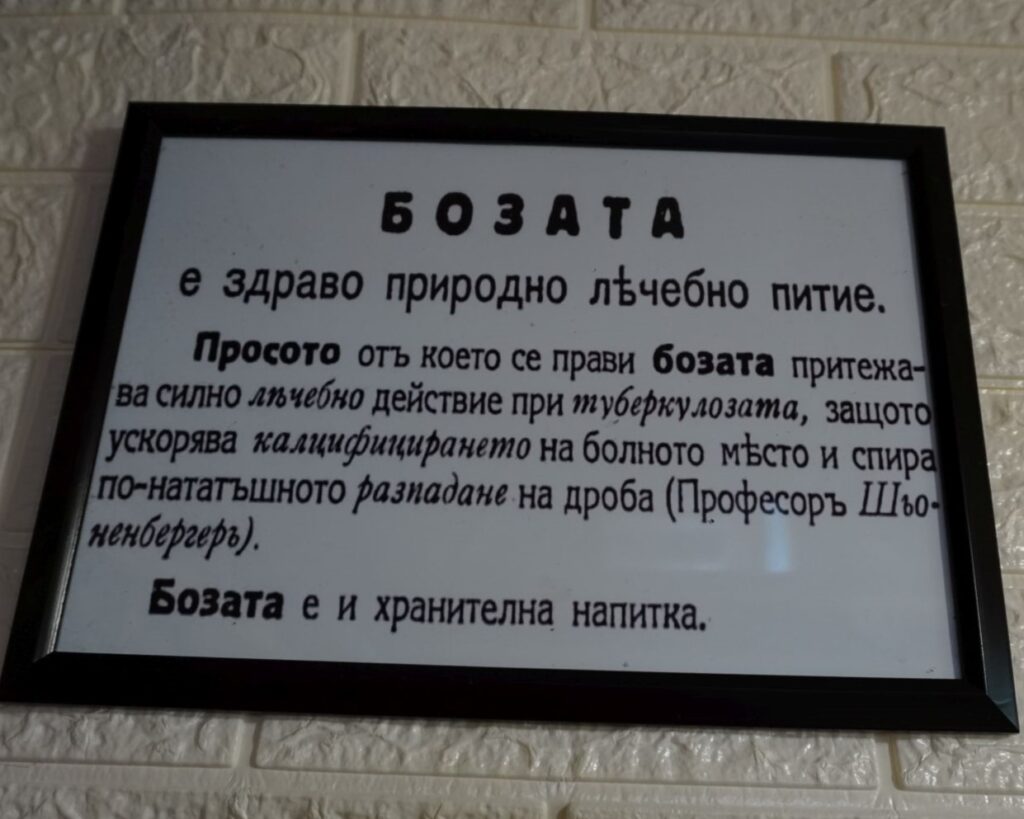 БОЗАТА
е здраво природно лѣчебно питие.
Просото отъ което се прави бозата притежа-
ва силно лѣчебно действие при туберкулозата, защото
ускорява калцифицирането на болното мѣсто и спира
по-нататъшното разпадане на дроба (Професоръ Шьо-
ненбергеръ).
Бозата е и хранителна напитка.